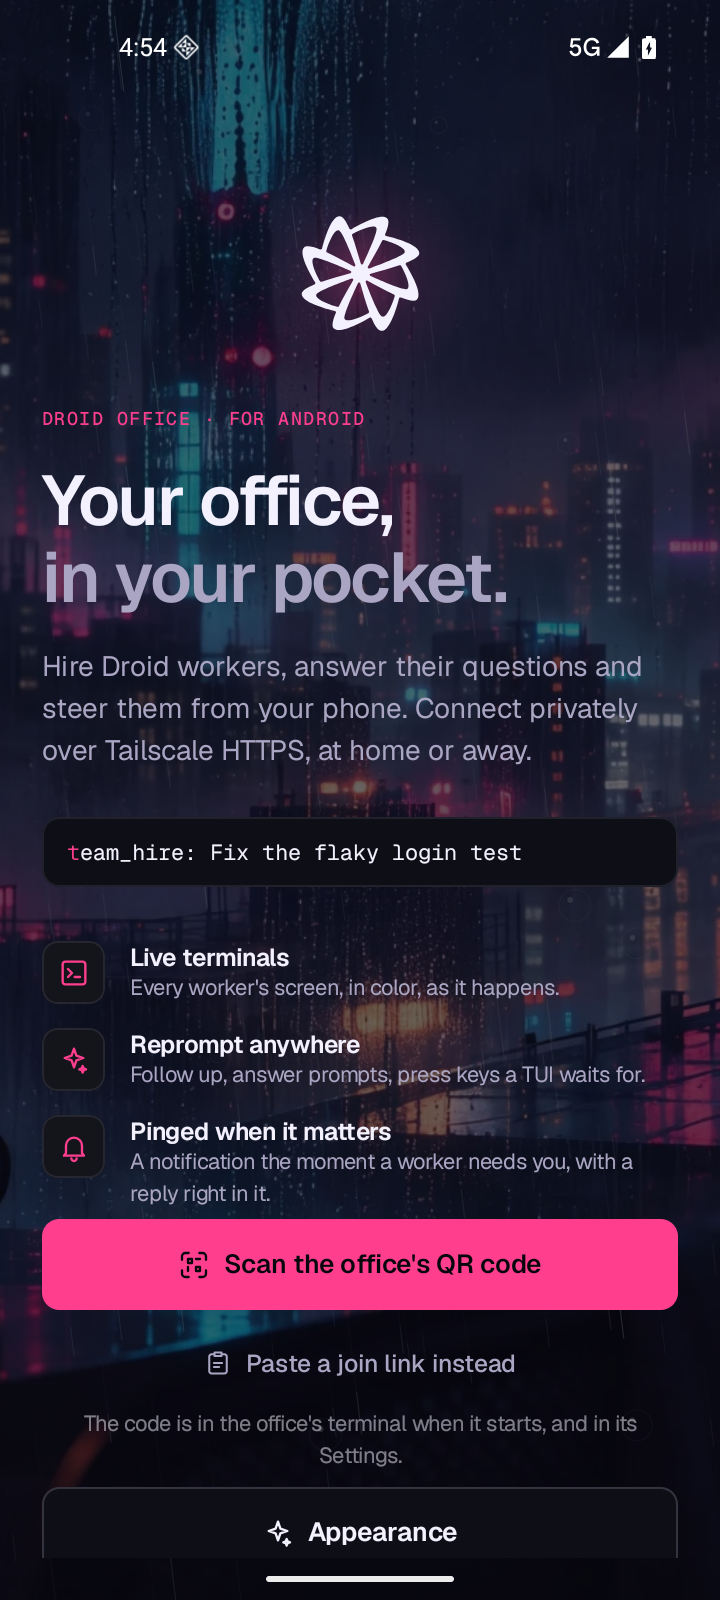 4:54
5G
DROID OFFICE · FOR ANDROID
Your office,
in your pocket.
Hire Droid workers, answer their questions and
steer them from your phone. Connect privately
over Tailscale HTTPS, at home or away.
team_hire: Fix the flaky login test
Live terminals
Every worker's screen, in color, as it happens.
Reprompt anywhere
Follow up, answer prompts, press keys a TUI waits for.
Pinged when it matters
A notification the moment a worker needs you, with a
reply right in it.
Scan the office's QR code
Paste a join link instead
The code is in the office's terminal when it starts, and in its
Settings.
Appearance